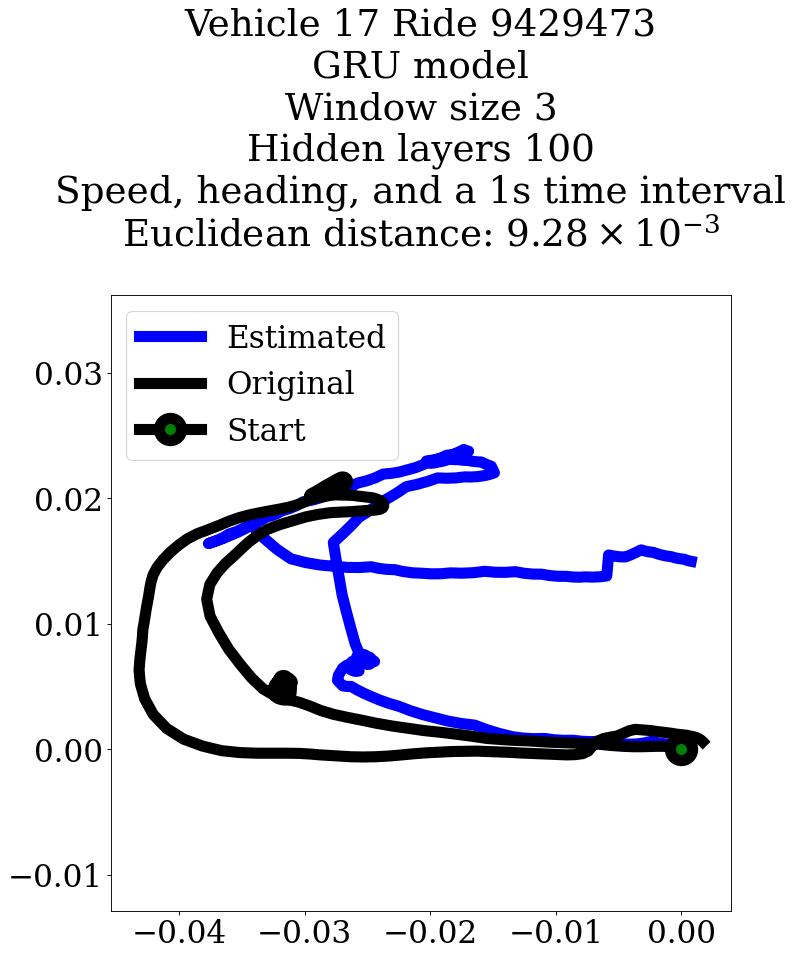 Vehicle 17 Ride 9429473
GRU model
Window size 3
Hidden layers 100
Speed, heading, and a 1s time interval
Euclidean distance: 9.28 × 10⁻³
Estimated
Original
Start
0.03
0.02
0.01
0.00
−0.01
−0.04 −0.03 −0.02 −0.01 0.00